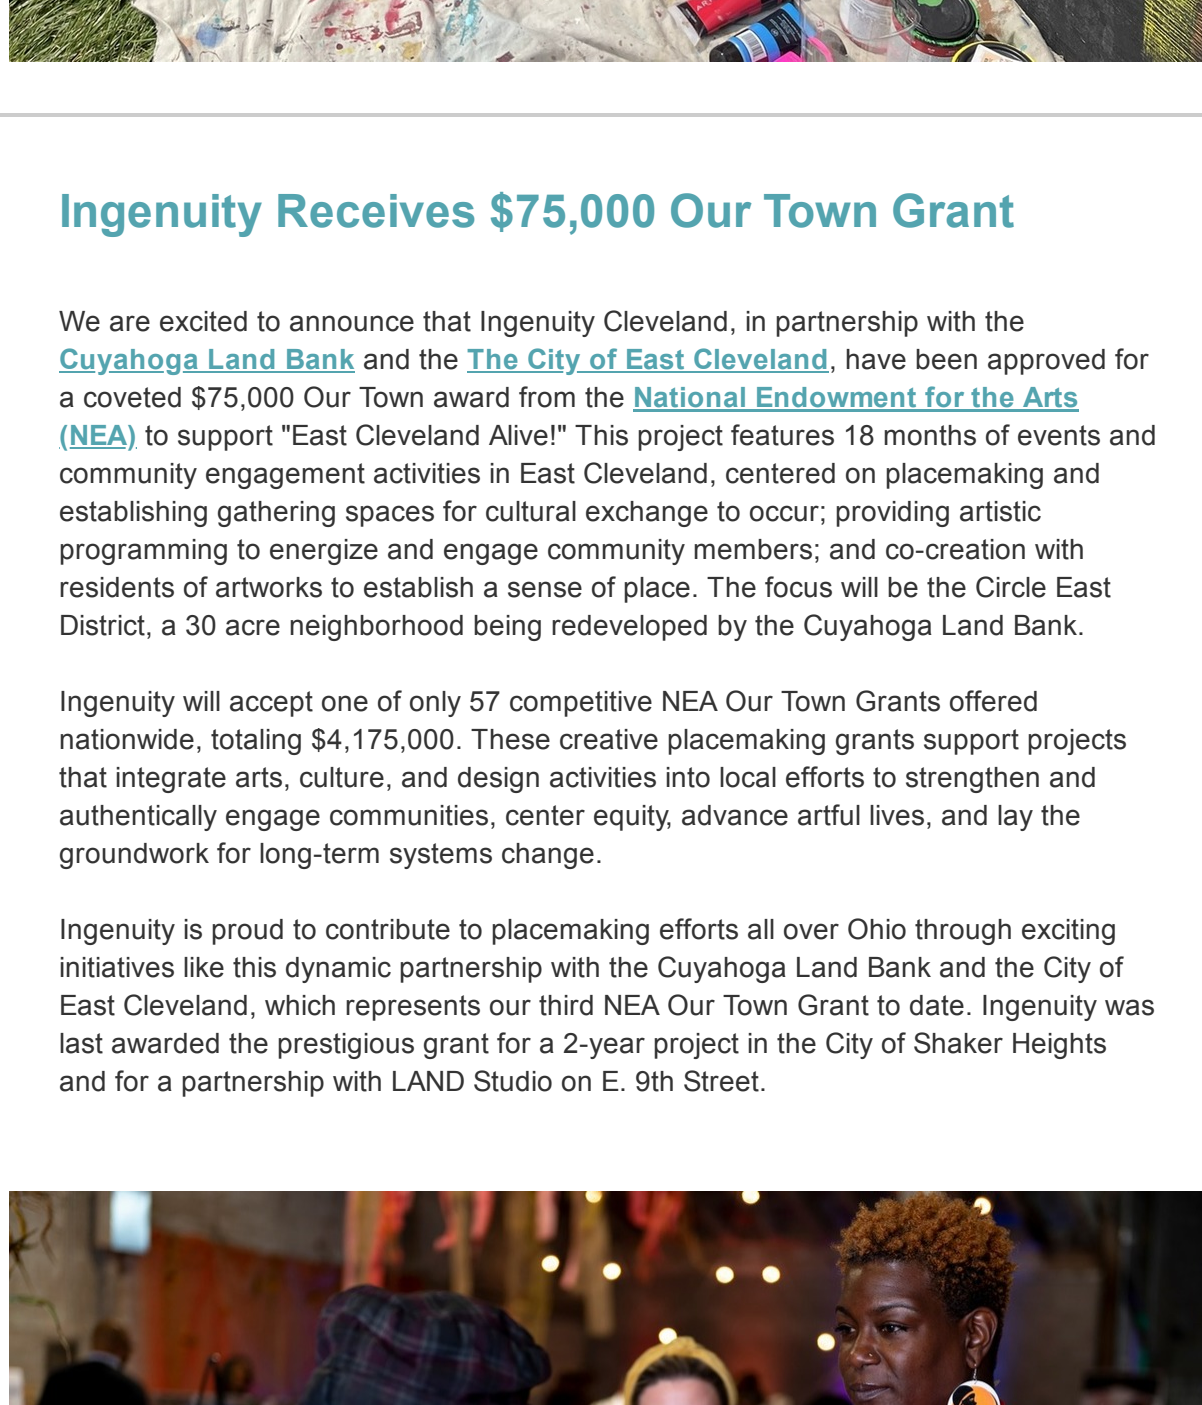 Ingenuity Receives $75,000 Our Town Grant
We are excited to announce that Ingenuity Cleveland, in partnership with the
Cuyahoga Land Bank and the The City of East Cleveland, have been approved for
a coveted $75,000 Our Town award from the National Endowment for the Arts
(NEA) to support "East Cleveland Alive!" This project features 18 months of events and
community engagement activities in East Cleveland, centered on placemaking and
establishing gathering spaces for cultural exchange to occur; providing artistic
programming to energize and engage community members; and co-creation with
residents of artworks to establish a sense of place. The focus will be the Circle East
District, a 30 acre neighborhood being redeveloped by the Cuyahoga Land Bank.
Ingenuity will accept one of only 57 competitive NEA Our Town Grants offered
nationwide, totaling $4,175,000. These creative placemaking grants support projects
that integrate arts, culture, and design activities into local efforts to strengthen and
authentically engage communities, center equity, advance artful lives, and lay the
groundwork for long-term systems change.
Ingenuity is proud to contribute to placemaking efforts all over Ohio through exciting
initiatives like this dynamic partnership with the Cuyahoga Land Bank and the City of
East Cleveland, which represents our third NEA Our Town Grant to date. Ingenuity was
last awarded the prestigious grant for a 2-year project in the City of Shaker Heights
and for a partnership with LAND Studio on E. 9th Street.